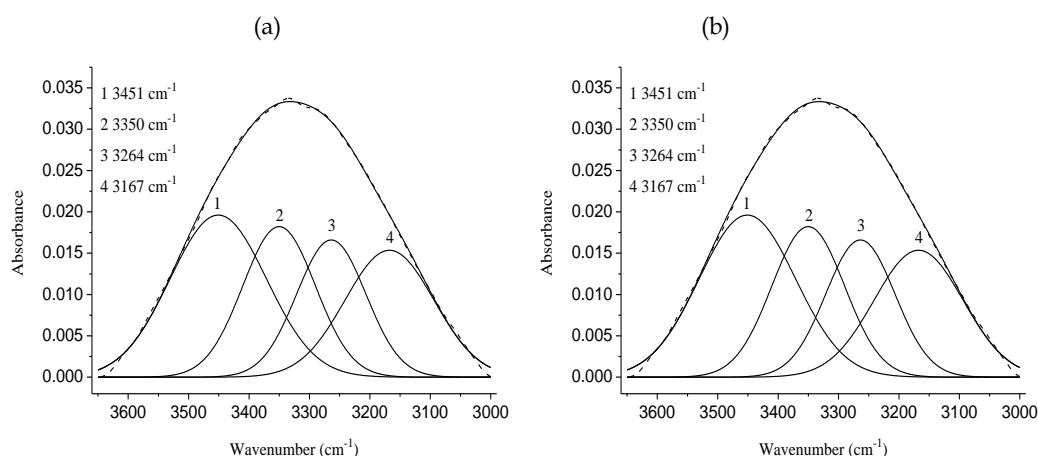 (a)
1 3451 cm⁻¹
2 3350 cm⁻¹
3 3264 cm⁻¹
4 3167 cm⁻¹
0.035
0.030
0.025
0.020
0.015
0.010
0.005
0.000
Absorbance
1
2
3
4
3600 3500 3400 3300 3200 3100 3000
Wavenumber (cm⁻¹)
(b)
1 3451 cm⁻¹
2 3350 cm⁻¹
3 3264 cm⁻¹
4 3167 cm⁻¹
0.035
0.030
0.025
0.020
0.015
0.010
0.005
0.000
Absorbance
1
2
3
4
3600 3500 3400 3300 3200 3100 3000
Wavenumber (cm⁻¹)